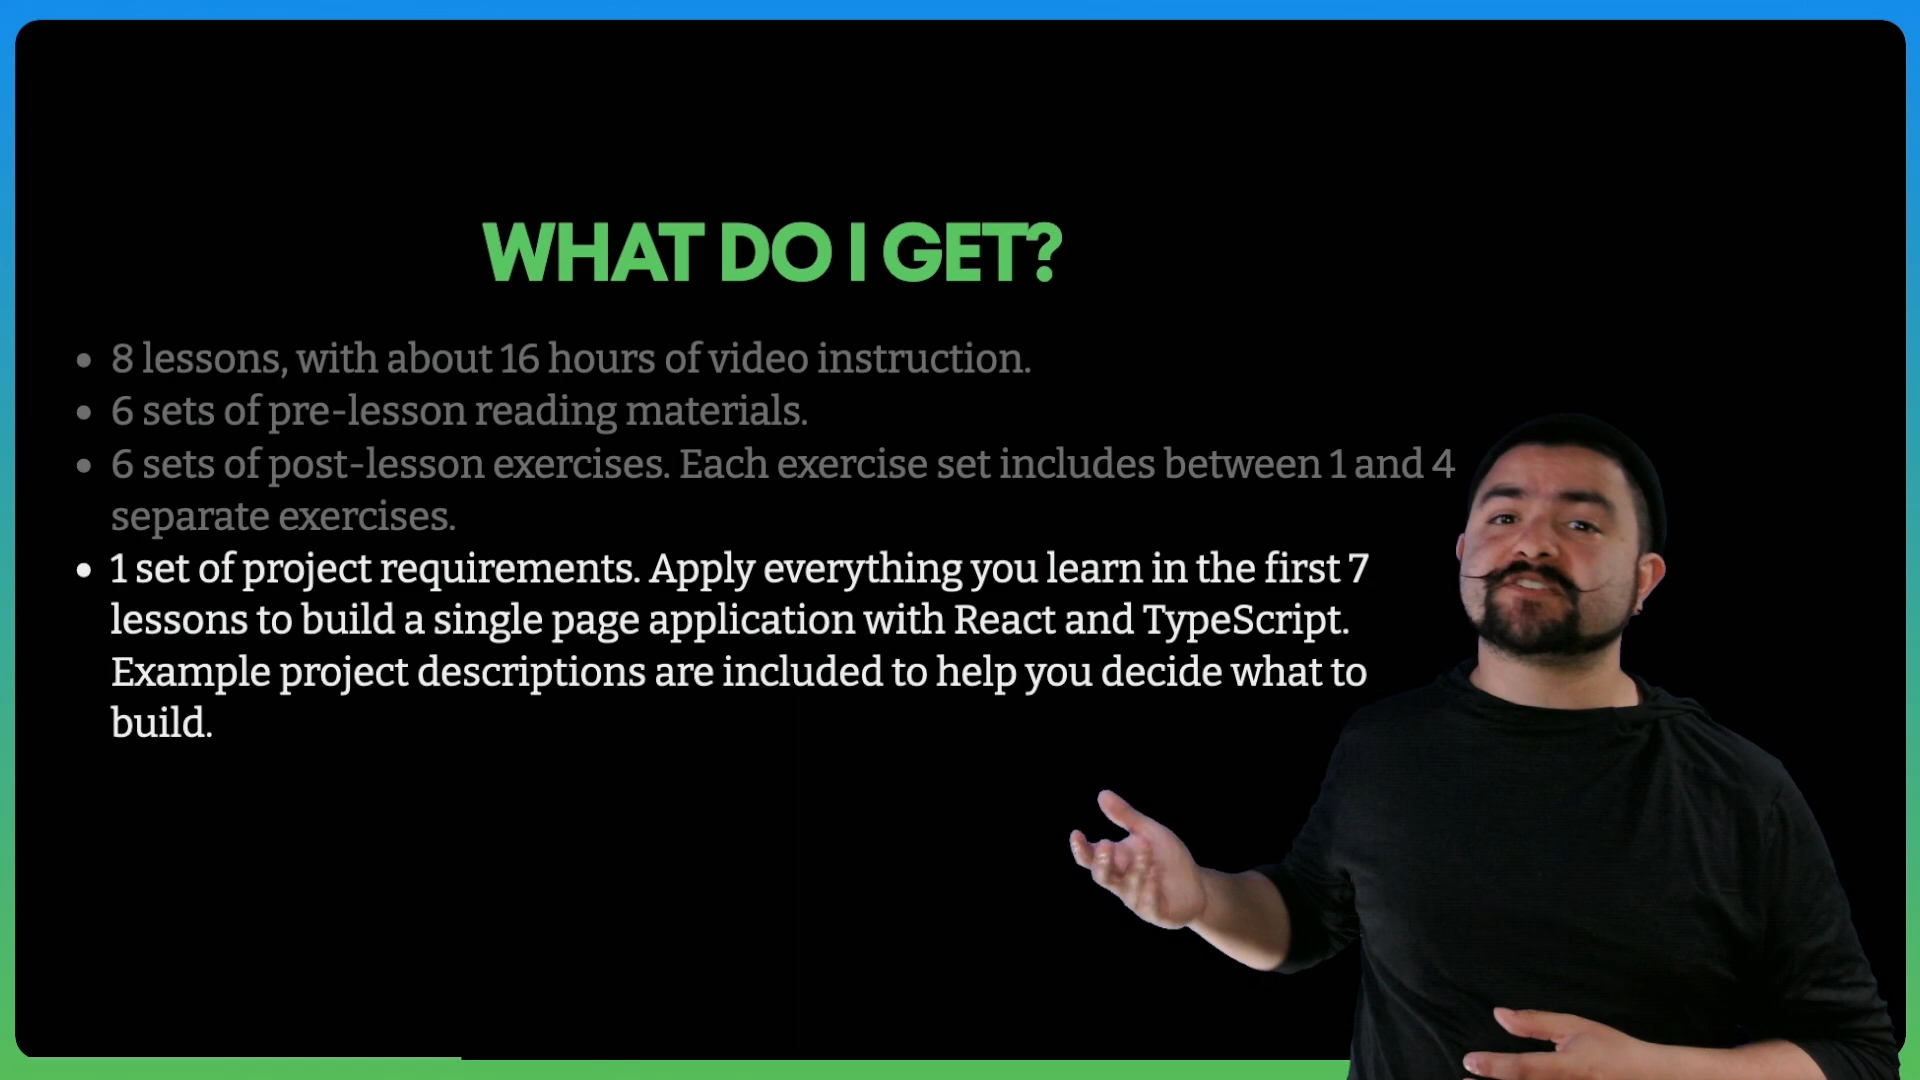 WHAT DO I GET?
• 8 lessons, with about 16 hours of video instruction.
• 6 sets of pre-lesson reading materials.
• 6 sets of post-lesson exercises. Each exercise set includes between 1 and 4
separate exercises.
• 1 set of project requirements. Apply everything you learn in the first 7
lessons to build a single page application with React and TypeScript.
Example project descriptions are included to help you decide what to
build.